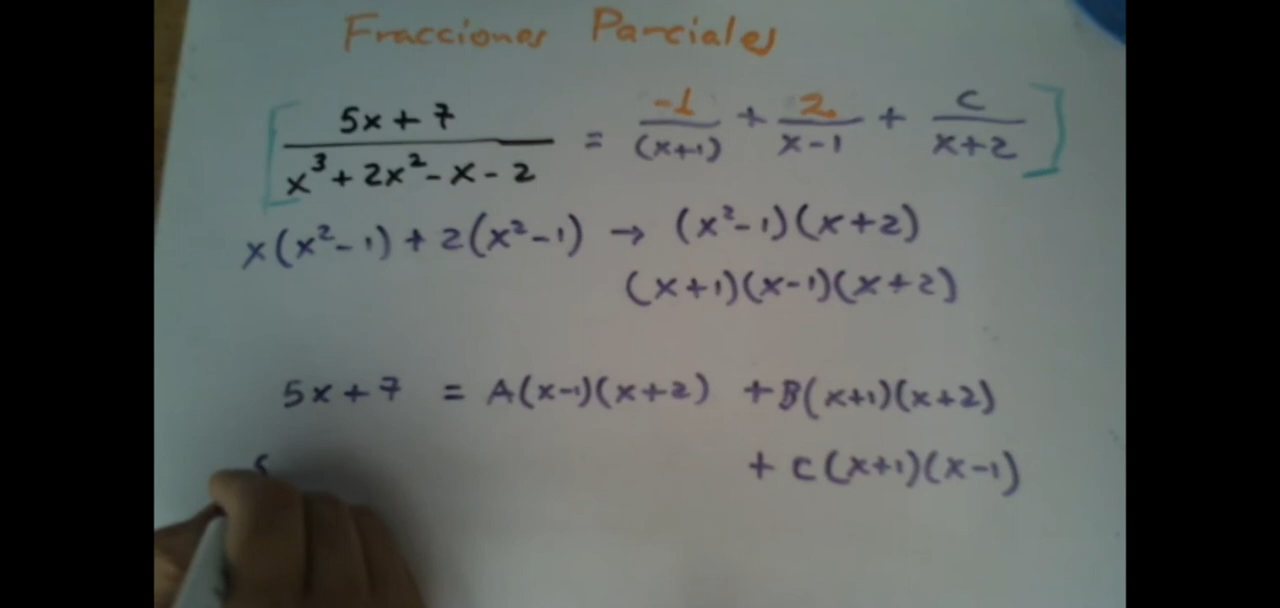 Fracciones Parciales
[ 5x + 7 / x³ + 2x² - x - 2 = -1 / (x+1) + 2 / x - 1 + C / x + 2 ]
x(x² - 1) + 2(x² - 1) → (x² - 1)(x + 2)
(x + 1)(x - 1)(x + 2)
5x + 7 = A(x - 1)(x + 2) + B(x+1)(x+2)
+ C(x+1)(x - 1)